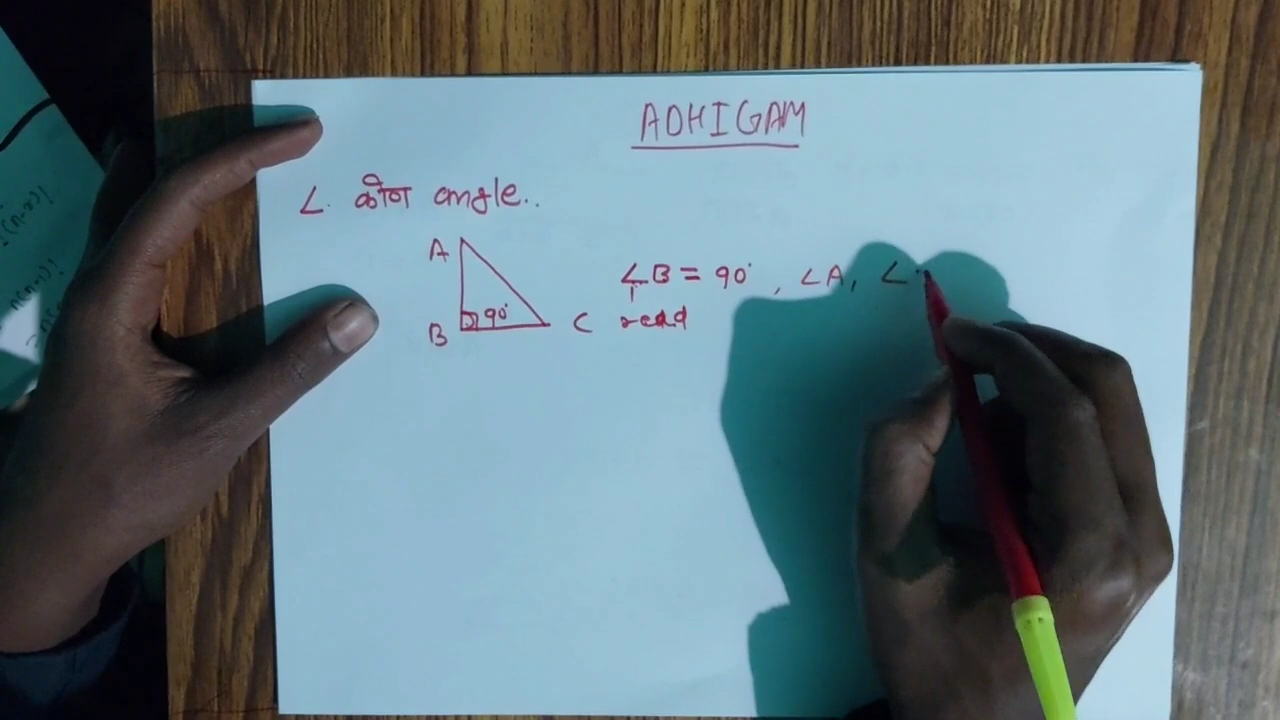 ADHIGAM
∠. कोण angle..
A
∠B = 90°, ∠A, ∠
90°
B
C
read